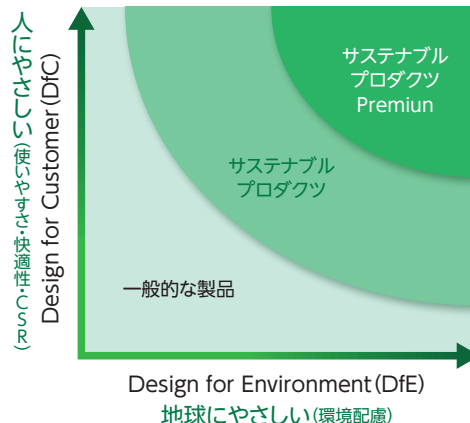 人にやさしい(使いやすさ・快適性・CSR)
Design for Customer(DfC)
サステナブル
プロダクツ
Premiun
サステナブル
プロダクツ
一般的な製品
Design for Environment(DfE)
地球にやさしい(環境配慮)